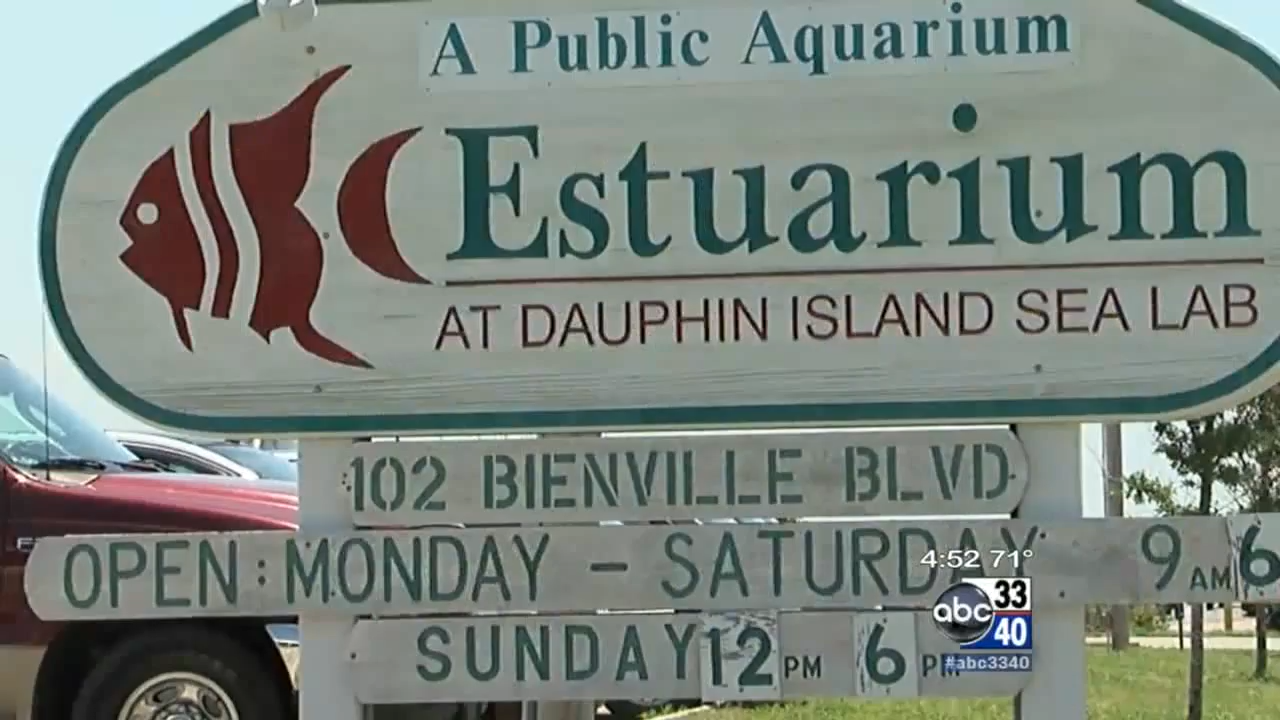 A Public Aquarium
Estuarium
AT DAUPHIN ISLAND SEA LAB
102 BIENVILLE BLVD
OPEN: MONDAY - SATURDAY 9 AM 6
SUNDAY 12 PM 6 PM
4:52 71°
abc 33
40
#abc3340